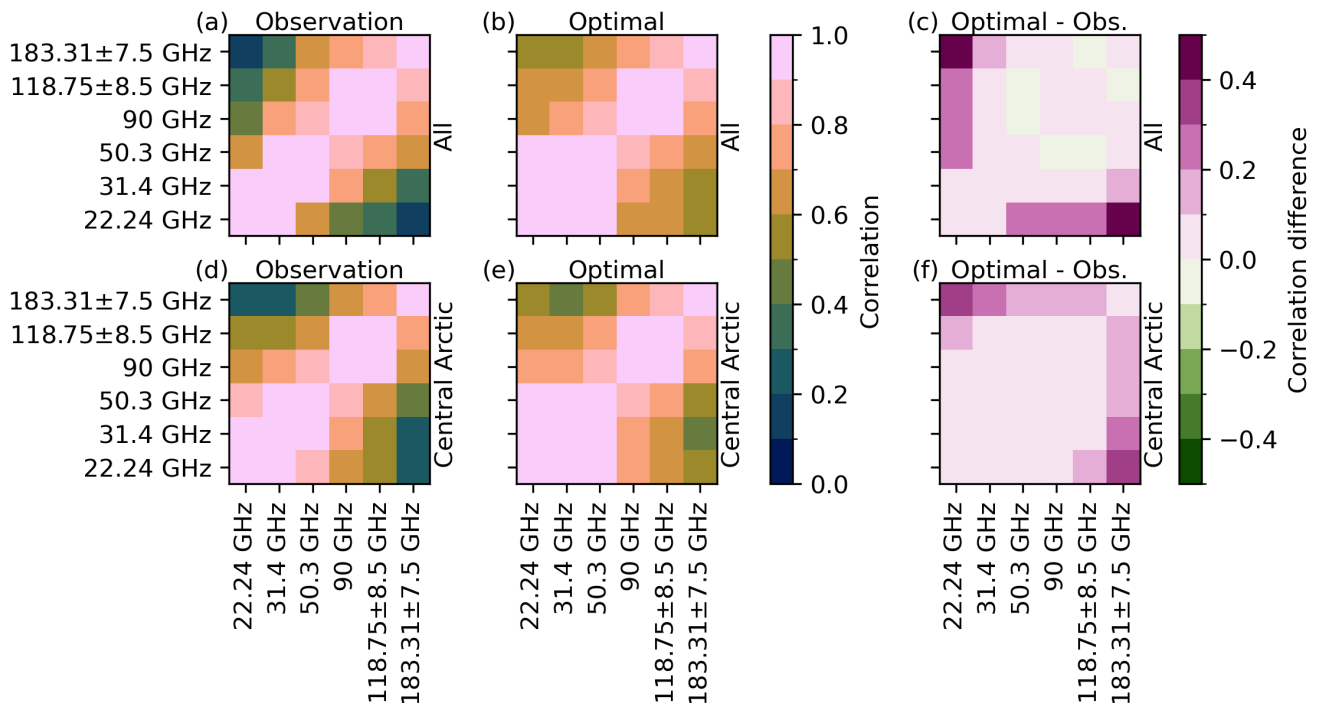 (a) Observation
(b) Optimal
(c) Optimal - Obs.
183.31±7.5 GHz
118.75±8.5 GHz
90 GHz
50.3 GHz
31.4 GHz
22.24 GHz
All
All
All
1.0
0.8
0.6
0.4
0.2
0.0
Correlation
0.4
0.2
0.0
−0.2
−0.4
Correlation difference
(d) Observation
(e) Optimal
(f) Optimal - Obs.
183.31±7.5 GHz
118.75±8.5 GHz
90 GHz
50.3 GHz
31.4 GHz
22.24 GHz
Central Arctic
Central Arctic
Central Arctic
22.24 GHz
31.4 GHz
50.3 GHz
90 GHz
118.75±8.5 GHz
183.31±7.5 GHz
22.24 GHz
31.4 GHz
50.3 GHz
90 GHz
118.75±8.5 GHz
183.31±7.5 GHz
22.24 GHz
31.4 GHz
50.3 GHz
90 GHz
118.75±8.5 GHz
183.31±7.5 GHz